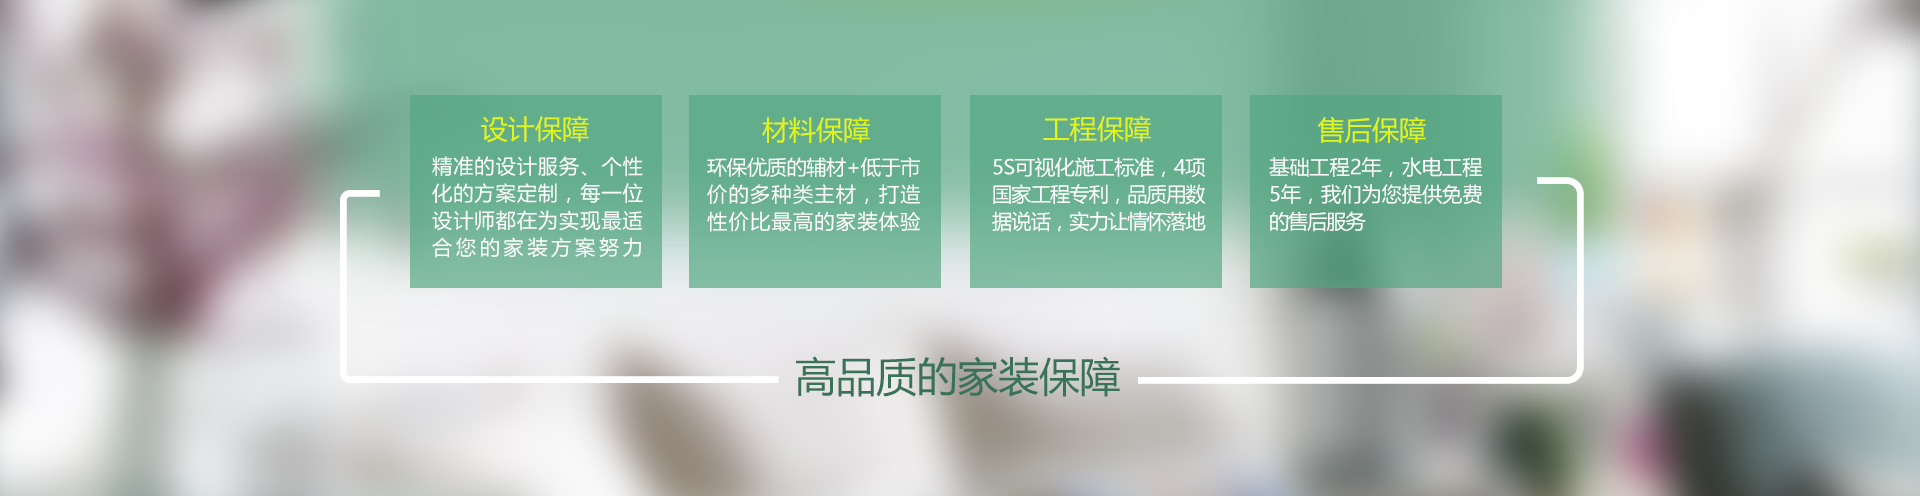 设计保障
精准的设计服务、个性
化的方案定制，每一位
设计师都在为实现最适
合您的家装方案努力
材料保障
环保优质的辅材+低于市
价的多种类主材，打造
性价比最高的家装体验
工程保障
5S可视化施工标准，4项
国家工程专利，品质用数
据说话，实力让情怀落地
售后保障
基础工程2年，水电工程
5年，我们为您提供免费
的售后服务
高品质的家装保障